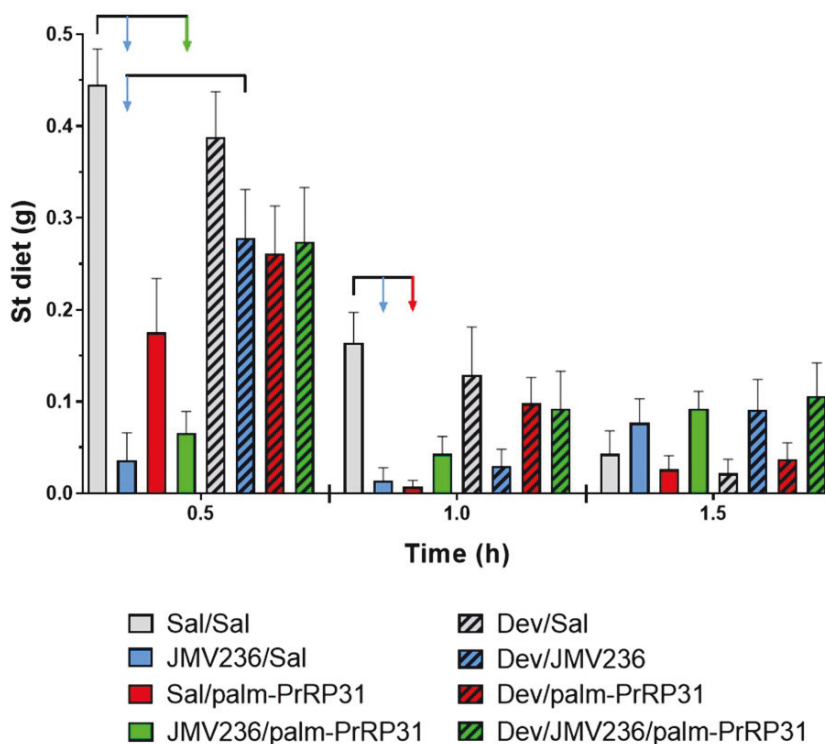 St diet (g)
0.5
0.4
0.3
0.2
0.1
0.0
0.5
1.0
1.5
Time (h)
Sal/Sal
JMV236/Sal
Sal/palm-PrRP31
JMV236/palm-PrRP31
Dev/Sal
Dev/JMV236
Dev/palm-PrRP31
Dev/JMV236/palm-PrRP31